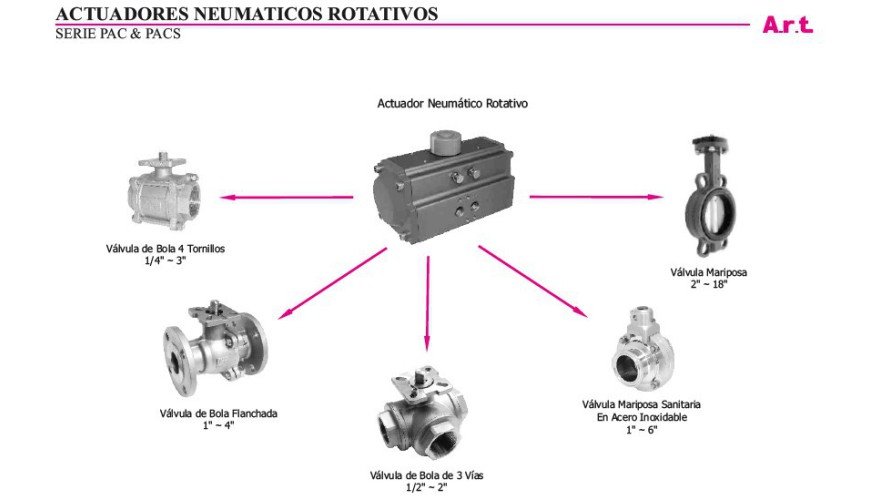 ACTUADORES NEUMATICOS ROTATIVOS
SERIE PAC & PACS
A.r.t.
Actuador Neumático Rotativo
Válvula de Bola 4 Tornillos
1/4" ~ 3"
Válvula Mariposa
2" ~ 18"
Válvula de Bola Flanchada
1" ~ 4"
Válvula Mariposa Sanitaria
En Acero Inoxidable
1" ~ 6"
Válvula de Bola de 3 Vías
1/2" ~ 2"